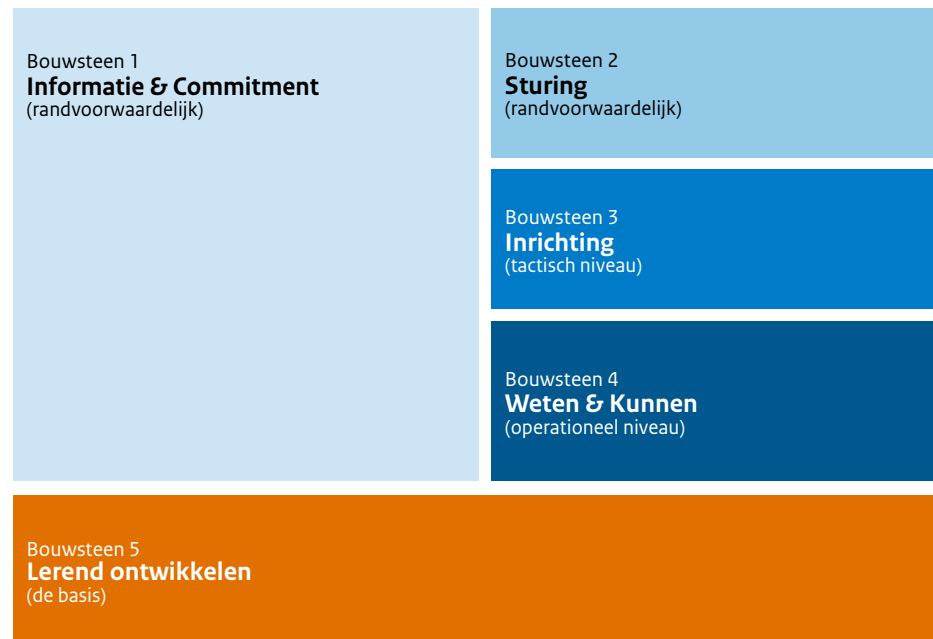 Bouwsteen 1
Informatie & Commitment
(randvoorwaardelijk)
Bouwsteen 2
Sturing
(randvoorwaardelijk)
Bouwsteen 3
Inrichting
(tactisch niveau)
Bouwsteen 4
Weten & Kunnen
(operationeel niveau)
Bouwsteen 5
Lerend ontwikkelen
(de basis)